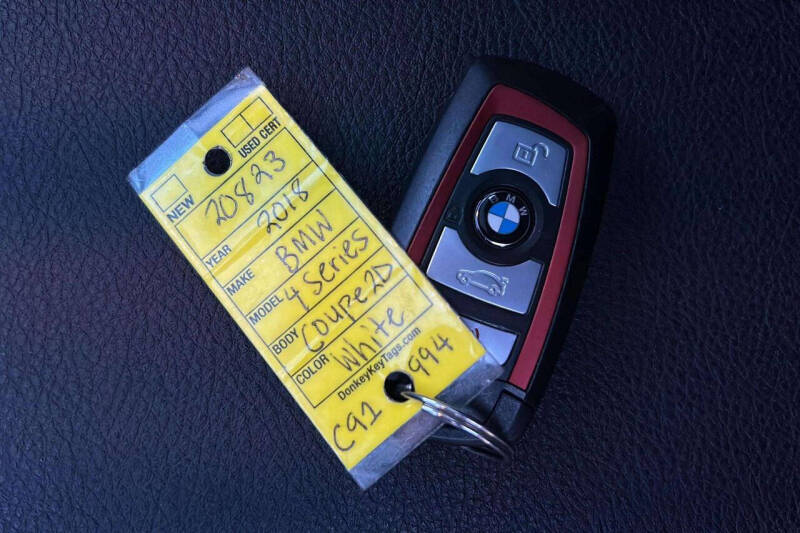 NEW USED CERT
20823
YEAR 2018
MAKE BMW
MODEL 4 Series
BODY Coupe 2D
COLOR White
DonkeyKeyTags.com
C91 994
BMW